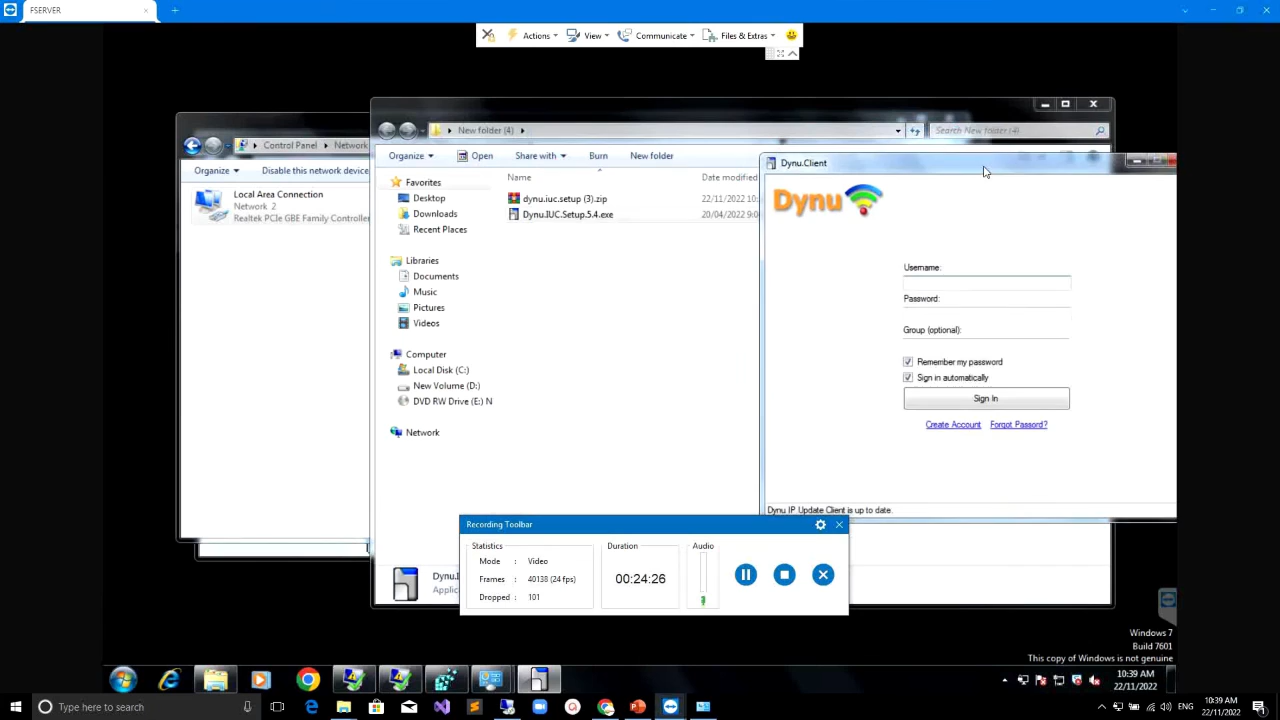 FSERVER
Actions
View
Communicate
Files & Extras
New folder (4)
Search New folder (4)
Control Panel
Network
Organize
Disable this network device
Local Area Connection
Network 2
Realtek PCIe GBE Family Controller
Organize
Open
Share with
Burn
New folder
Favorites
Desktop
Downloads
Recent Places
Libraries
Documents
Music
Pictures
Videos
Computer
Local Disk (C:)
New Volume (D:)
DVD RW Drive (E:) N
Network
Name
Date modified
dynu.iuc.setup (3).zip
22/11/2022 10:
Dynu.IUC.Setup.5.4.exe
20/04/2022 9:0
Dynu.Client
Dynu
Username:
Password:
Group (optional):
Remember my password
Sign in automatically
Sign In
Create Account
Forgot Passord?
Dynu IP Update Client is up to date.
Recording Toolbar
Statistics
Mode : Video
Frames : 40138 (24 fps)
Dropped : 101
Duration
00:24:26
Audio
Dynu.I
Applic
Windows 7
Build 7601
This copy of Windows is not genuine
10:39 AM
22/11/2022
Type here to search
ENG
10:39 AM
22/11/2022